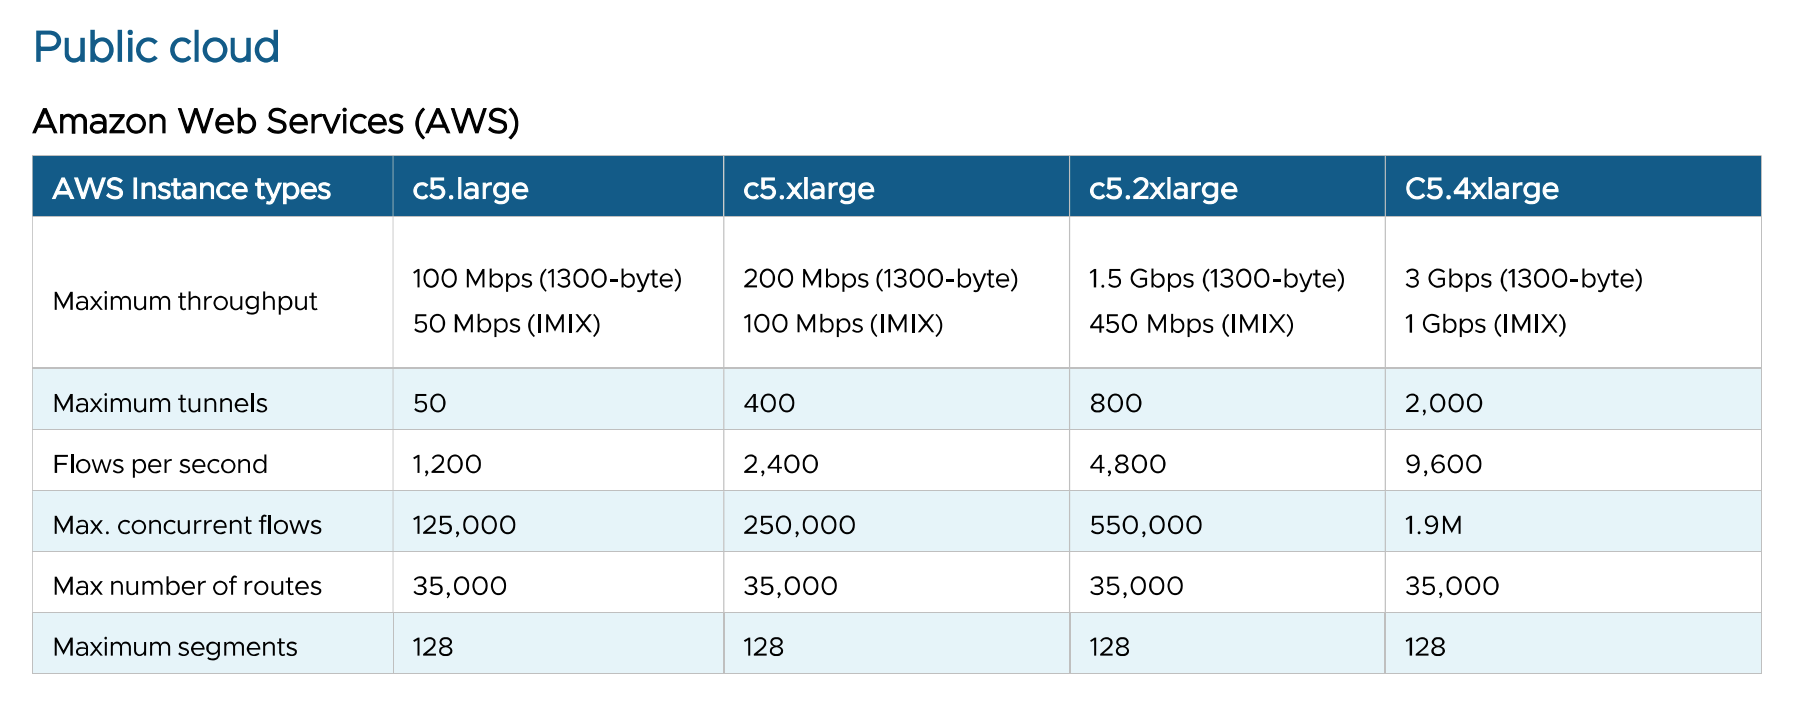 Public cloud
Amazon Web Services (AWS)
AWS Instance types c5.large c5.xlarge c5.2xlarge C5.4xlarge
Maximum throughput 100 Mbps (1300-byte) 200 Mbps (1300-byte) 1.5 Gbps (1300-byte) 3 Gbps (1300-byte)
50 Mbps (IMIX) 100 Mbps (IMIX) 450 Mbps (IMIX) 1 Gbps (IMIX)
Maximum tunnels 50 400 800 2,000
Flows per second 1,200 2,400 4,800 9,600
Max. concurrent flows 125,000 250,000 550,000 1.9M
Max number of routes 35,000 35,000 35,000 35,000
Maximum segments 128 128 128 128